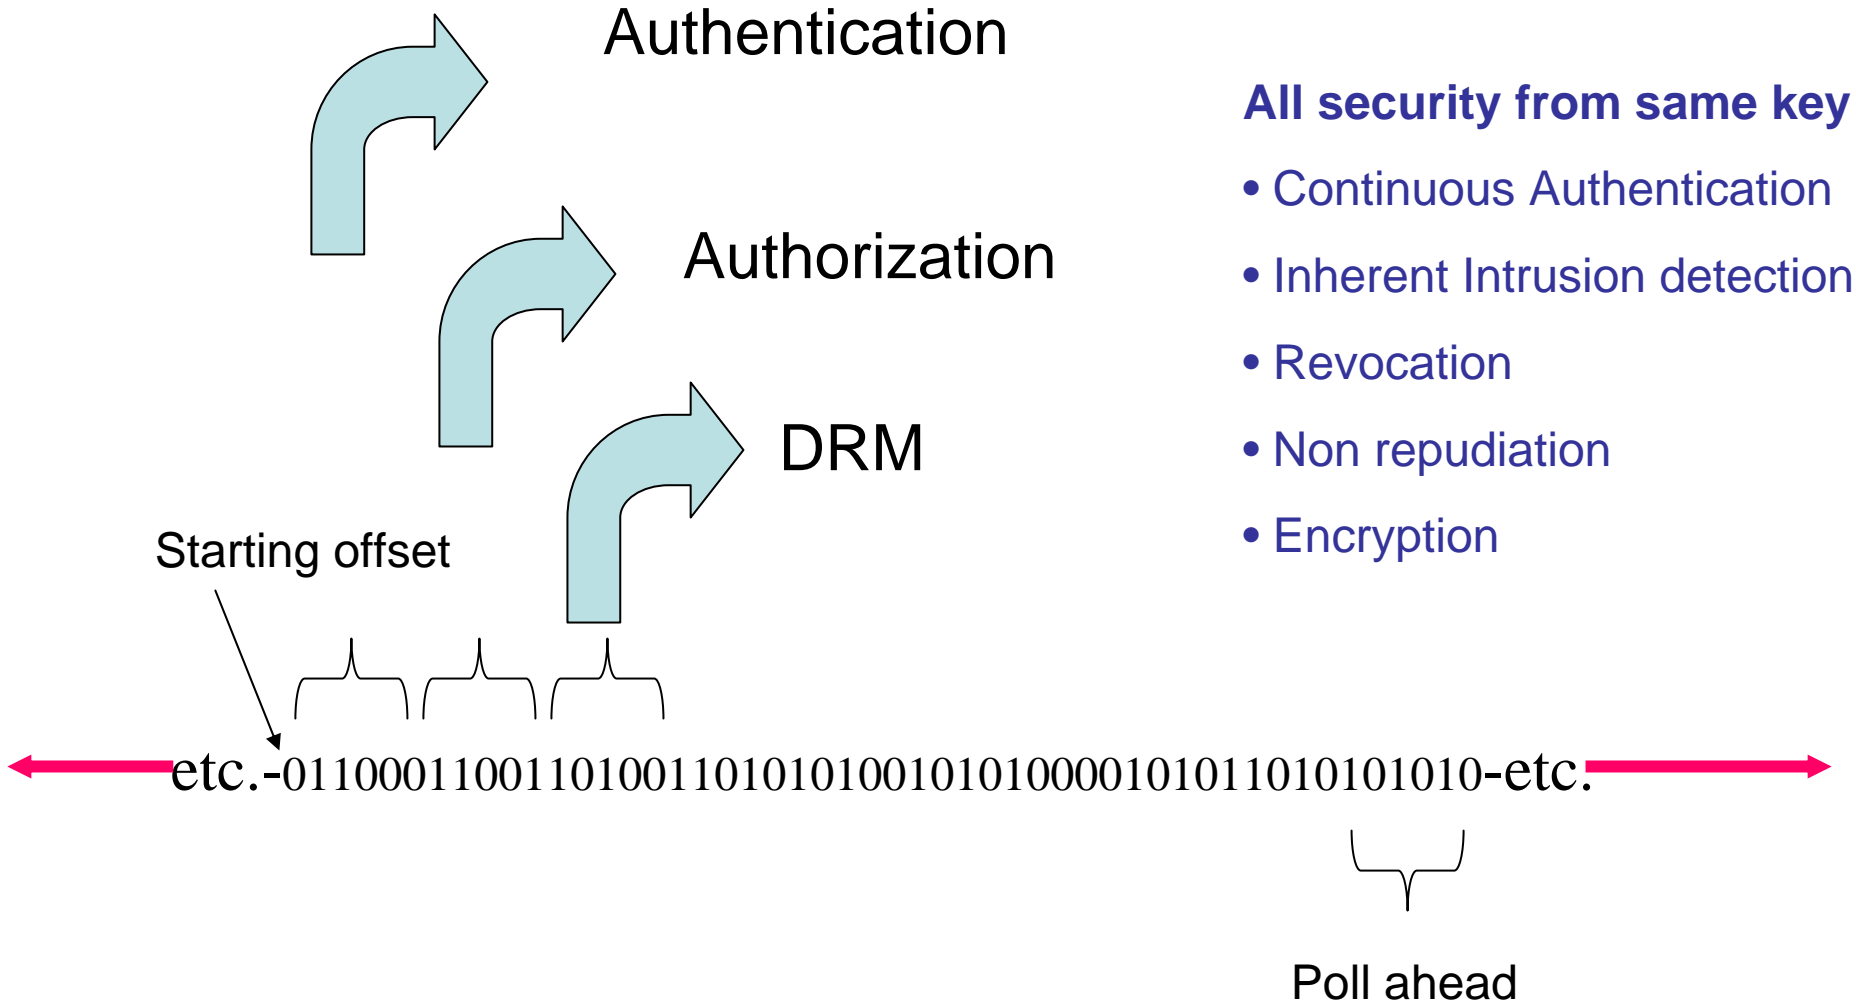 Authentication
Authorization
DRM
All security from same key
• Continuous Authentication
• Inherent Intrusion detection
• Revocation
• Non repudiation
• Encryption
Starting offset
etc.-0110001100110100110101010010101000010101101010101010-etc.
Poll ahead